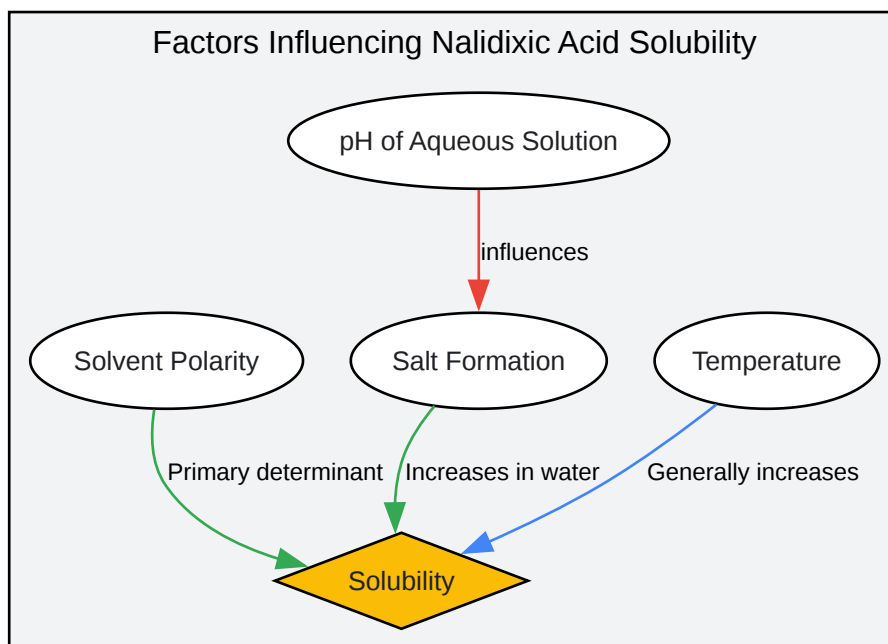 Factors Influencing Nalidixic Acid Solubility
pH of Aqueous Solution
influences
Solvent Polarity
Salt Formation
Temperature
Primary determinant
Increases in water
Generally increases
Solubility